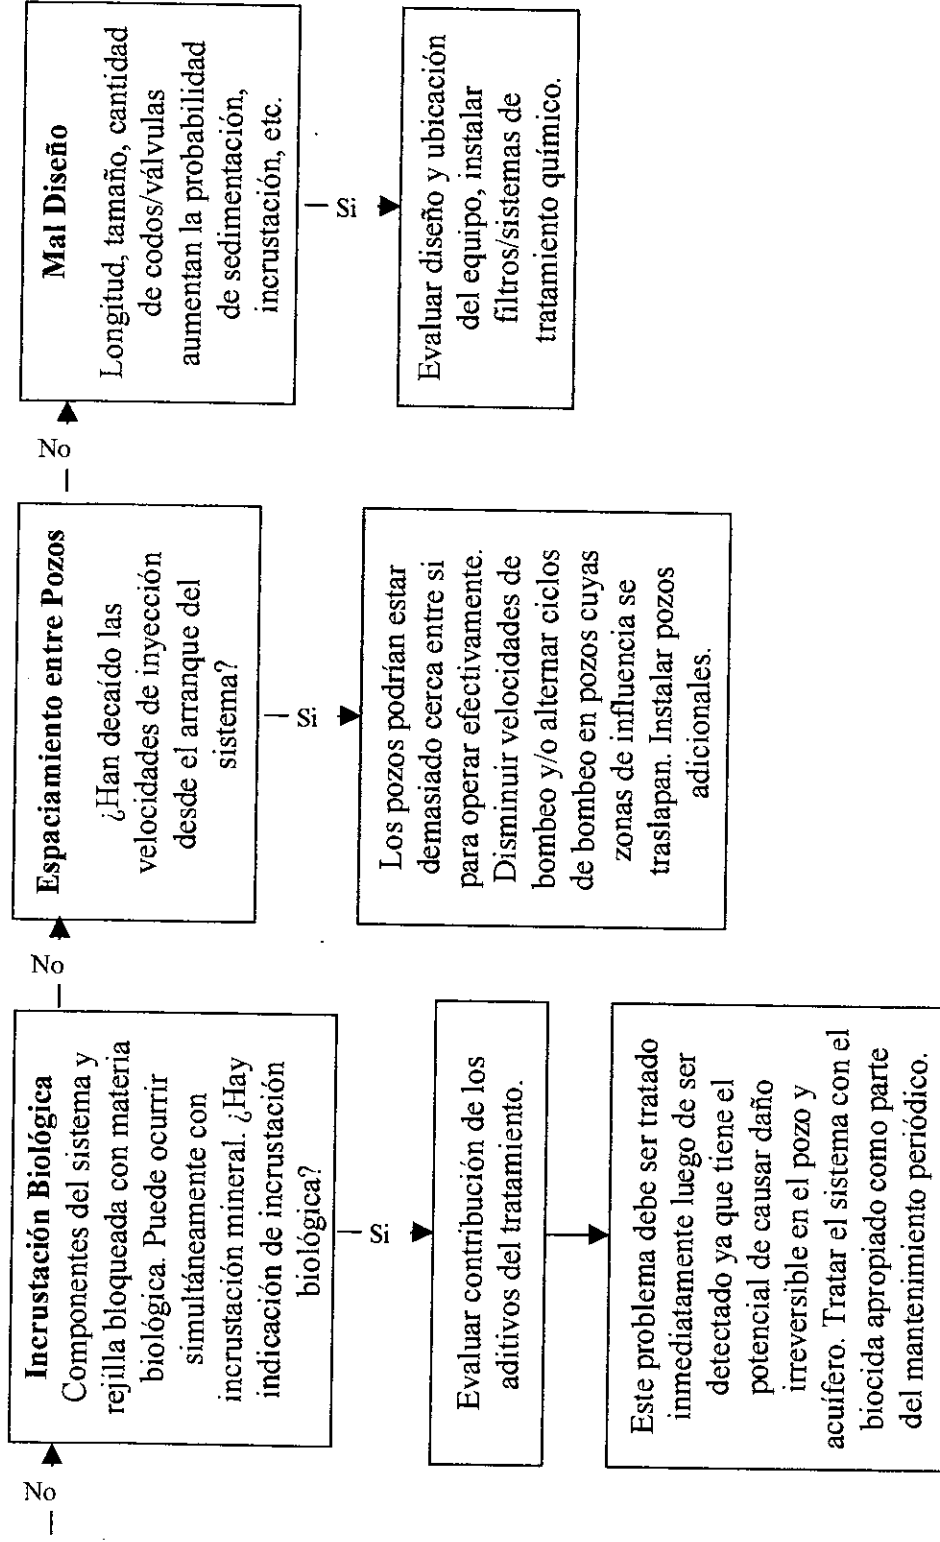 No
Incrustación Biológica
Componentes del sistema y
rejilla bloqueada con materia
biológica. Puede ocurrir
simultáneamente con
incrustación mineral. ¿Hay
indicación de incrustación
biológica?
Si
Evaluar contribución de los
aditivos del tratamiento.
Este problema debe ser tratado
inmediatamente luego de ser
detectado ya que tiene el
potencial de causar daño
irreversible en el pozo y
acuífero. Tratar el sistema con el
biocida apropiado como parte
del mantenimiento periódico.
No
Espaciamiento entre Pozos
¿Han decaído las
velocidades de inyección
desde el arranque del
sistema?
Si
Los pozos podrían estar
demasiado cerca entre si
para operar efectivamente.
Disminuir velocidades de
bombeo y/o alternar ciclos
de bombeo en pozos cuyas
zonas de influencia se
traslapan. Instalar pozos
adicionales.
No
Mal Diseño
Longitud, tamaño, cantidad
de codos/válvulas
aumentan la probabilidad
de sedimentación,
incrustación, etc.
Si
Evaluar diseño y ubicación
del equipo, instalar
filtros/sistemas de
tratamiento químico.